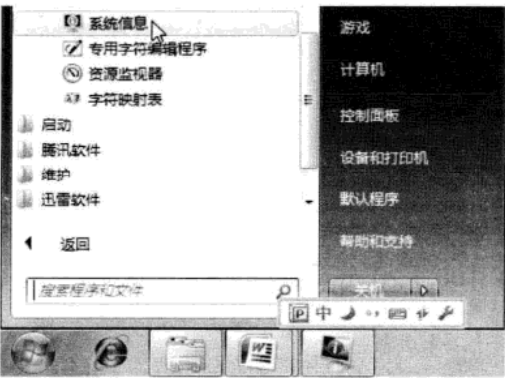 系统信息
专用字符编辑程序
资源监视器
字符映射表
启动
腾讯软件
维护
迅雷软件
返回
搜索程序和文件
游戏
计算机
控制面板
设备和打印机
默认程序
帮助和支持
关机
中